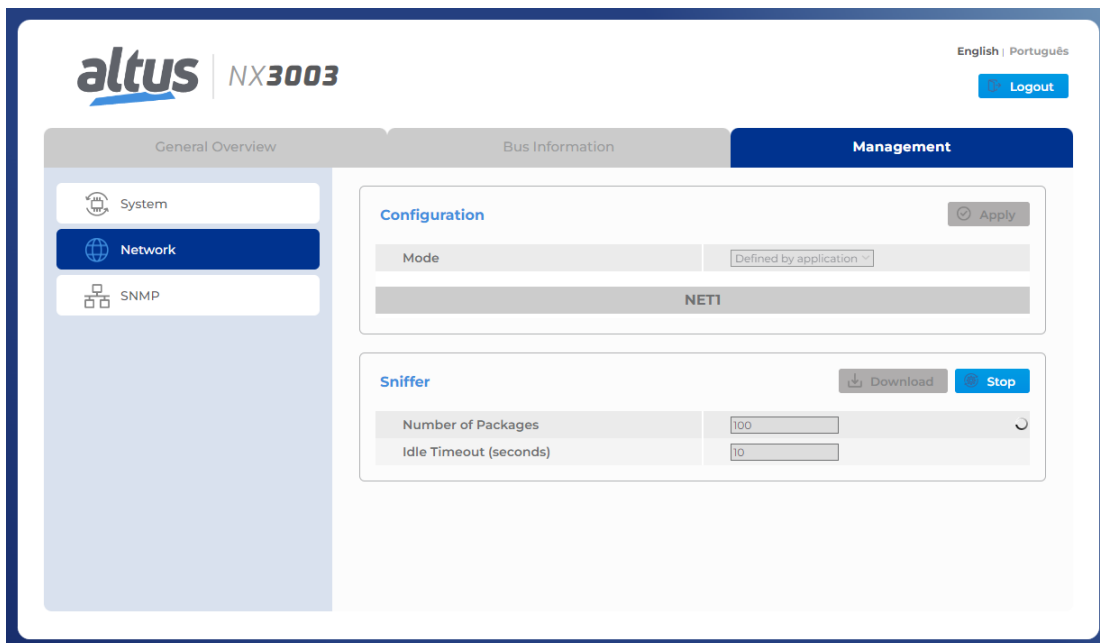 English | Português
altus NX3003
Logout
General Overview
Bus Information
Management
System
Network
SNMP
Configuration
Apply
Mode
Defined by application
NET1
Sniffer
Download
Stop
Number of Packages
100
Idle Timeout (seconds)
10